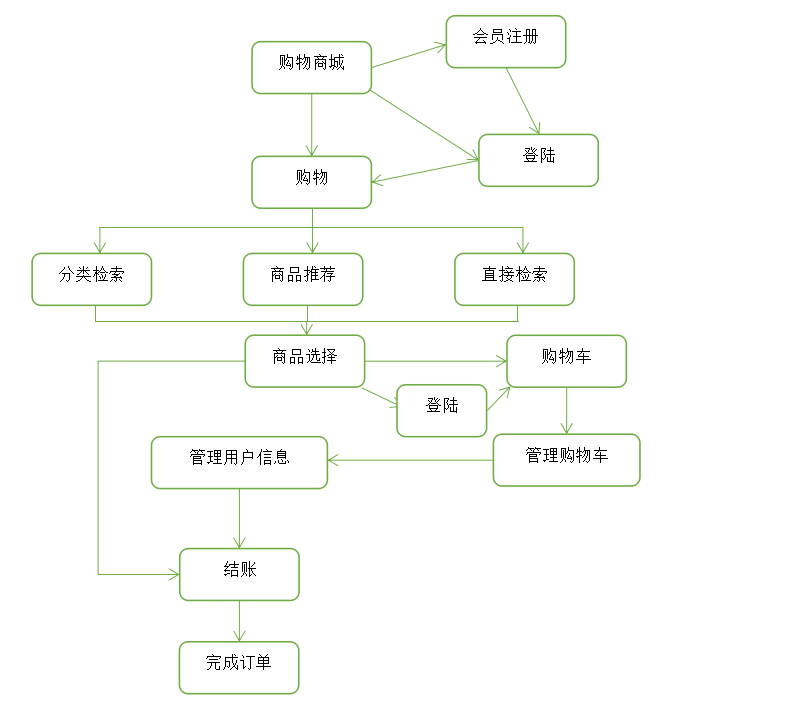 会员注册
购物商城
登陆
购物
分类检索
商品推荐
直接检索
商品选择
购物车
登陆
管理用户信息
管理购物车
结账
完成订单